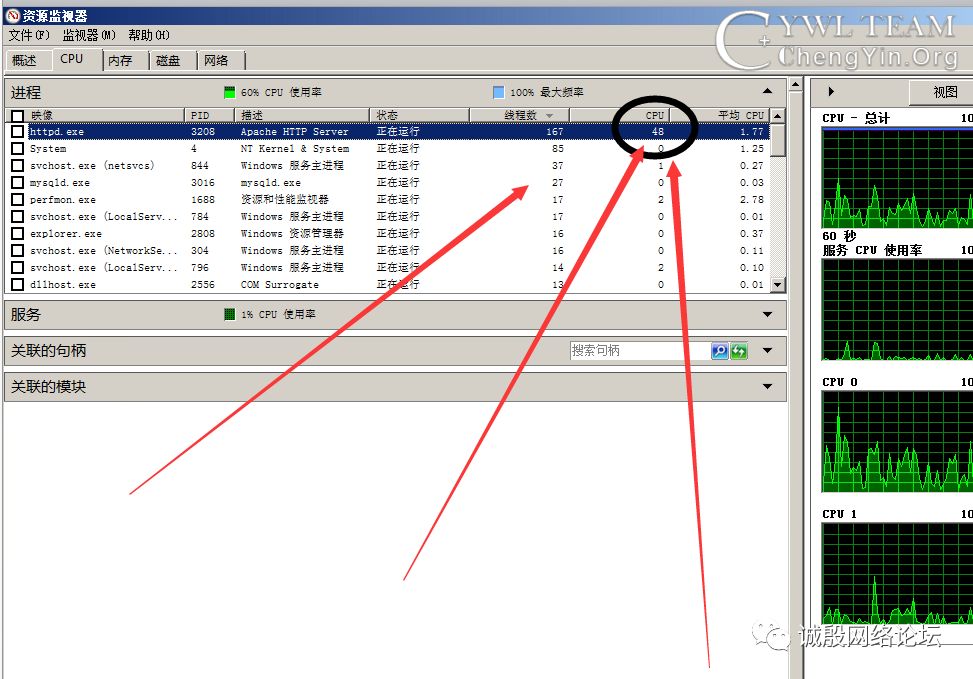 资源监视器
CYWL TEAM
ChengYin.Org
文件(F) 监视器(M) 帮助(H)
概述 CPU 内存 磁盘 网络
进程 60% CPU 使用率 100% 最大频率
映像 PID 描述 状态 线程数 CPU 平均 CPU
httpd.exe 3208 Apache HTTP Server 正在运行 167 48 1.77
System 4 NT Kernel & System 正在运行 85 0 1.25
svchost.exe (netsvcs) 844 Windows 服务主进程 正在运行 37 1 0.27
mysqld.exe 3016 mysqld.exe 正在运行 27 0 0.03
perfmon.exe 1688 资源和性能监视器 正在运行 17 2 2.78
svchost.exe (LocalServ... 784 Windows 服务主进程 正在运行 17 0 0.01
explorer.exe 2808 Windows 资源管理器 正在运行 16 0 0.37
svchost.exe (NetworkSe... 304 Windows 服务主进程 正在运行 16 0 0.11
svchost.exe (LocalServ... 796 Windows 服务主进程 正在运行 14 2 0.10
dllhost.exe 2556 COM Surrogate 正在运行 13 0 0.01
服务 1% CPU 使用率
关联的句柄 搜索句柄
关联的模块
视图
CPU - 总计 10
60 秒
服务 CPU 使用率 10
CPU 0 10
CPU 1 10
诚殷网络论坛